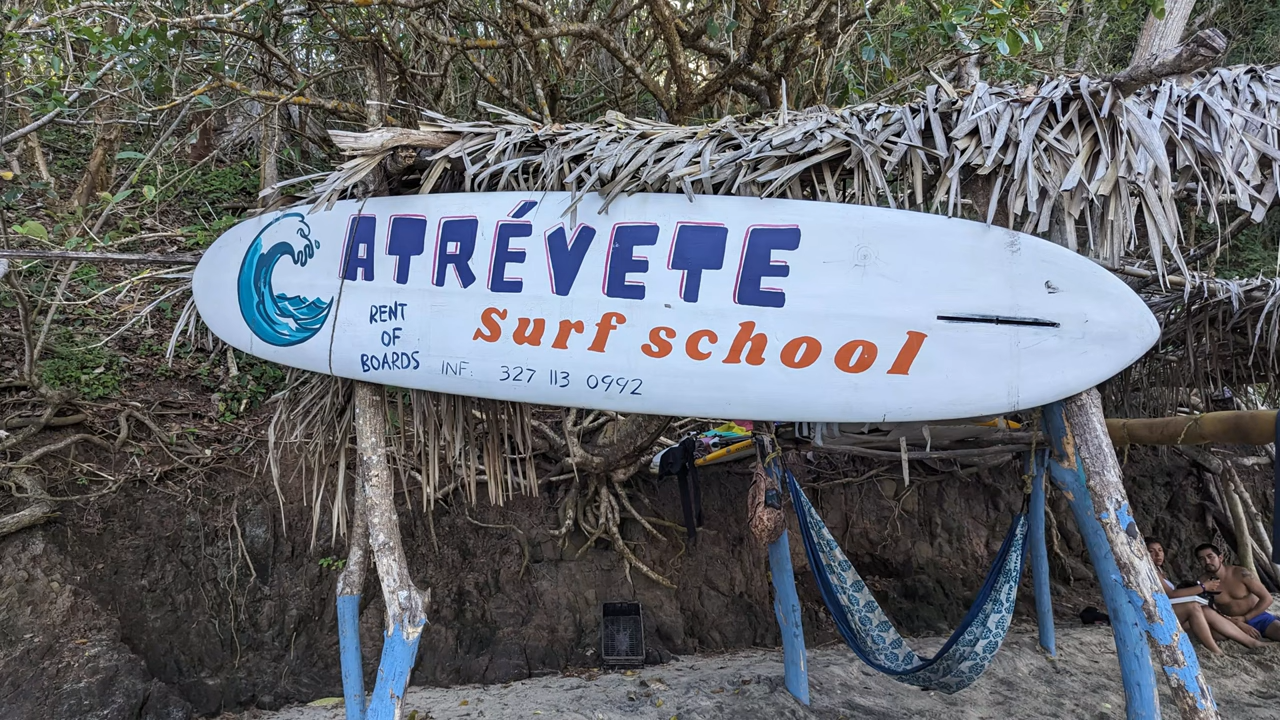 ATRÉVETE
Surf school
RENT
OF
BOARDS
INF: 327 113 0992